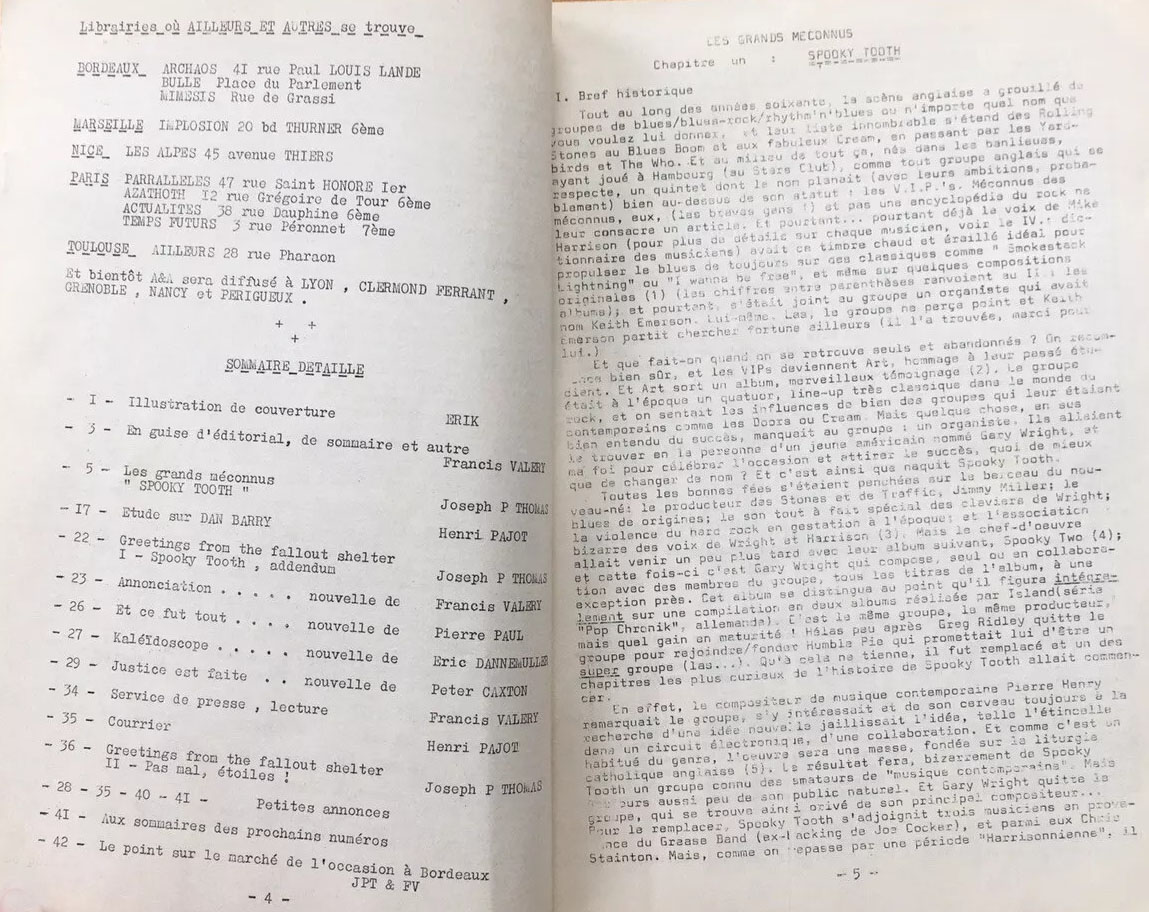 Librairies où AILLEURS ET AUTRES se trouve
BORDEAUX ARCHAOS 4I rue Paul LOUIS LANDE
BULLE Place du Parlement
MIMESIS Rue de Grassi
MARSEILLE IMPLOSION 20 bd THURNER 6ème
NICE LES ALPES 45 avenue THIERS
PARIS PARRALELES 47 rue Saint HONORE Ier
AZATHOTH I2 rue Grégoire de Tour 6ème
ACTUALITES 38 rue Dauphine 6ème
TEMPS FUTURS 3 rue Péronnet 7ème
TOULOUSE AILLEURS 28 rue Pharaon
Et bientôt A&A sera diffusé à LYON , CLERMOND FERRANT ,
GRENOBLE , NANCY et PERIGUEUX .
+ +
+
SOMMAIRE DETAILLE
- I - Illustration de couverture ERIK
- 3 - En guise d'éditorial, de sommaire et autre
Francis VALERY
- 5 - Les grands méconnus
" SPOOKY TOOTH "
Joseph P THOMAS
- I7 - Etude sur DAN BARRY Henri PAJOT
- 22 - Greetings from the fallout shelter
I - Spooky Tooth , addendum Joseph P THOMAS
- 23 - Annonciation . . . . . nouvelle de Francis VALERY
- 26 - Et ce fut tout . . . . nouvelle de Pierre PAUL
- 27 - Kaléïdoscope . . . . . nouvelle de Eric DANNEMULLER
- 29 - Justice est faite . . nouvelle de Peter CAXTON
- 34 - Service de presse , lecture Francis VALERY
- 35 - Courrier Henri PAJOT
- 36 - Greetings from the fallout shelter
II - Pas mal, étoiles ! Joseph P THOMAS
- 28 - 35 - 40 - 4I - Petites annonces
- 4I - Aux sommaires des prochains numéros
- 42 - Le point sur le marché de l'occasion à Bordeaux
JPT & FV
- 4 -
LES GRANDS MECONNUS
Chapitre un : SPOOKY TOOTH
I. Bref historique
Tout au long des années soixante, la scène anglaise a grouillé de
groupes de blues/blues-rock/rhythm'n'blues ou n'importe quel nom que
vous voulez lui donner, et leur liste innombrable s'étend des Rolling
Stones au Blues Boom et aux fabuleux Cream, en passant par les Yard-
birds et The Who. Et au milieu de tout ça, nés dans les banlieues,
ayant joué à Hambourg (au Stars Club), comme tout groupe anglais qui se
respecte, un quintet dont le nom planait (avec leurs ambitions, proba-
blement) bien au-dessus de son statut : les V.I.P.'s. Méconnus des
méconnus, eux, (les braves gens !) et pas une encyclopédie du rock ne
leur consacre un article. Et pourtant... pourtant déjà la voix de Mike
Harrison (pour plus de détails sur chaque musicien, voir le IV.: dic-
tionnaire des musiciens) avait ce timbre chaud et éraillé idéal pour
propulser le blues de toujours sur des classiques comme " Smokestack
Lightning" ou "I wanna be free", et même sur quelques compositions
originales (1) (les chiffres entre parenthèses renvoient au II.: les
albums); et pourtant, s'était joint au groupe un organiste qui avait
nom Keith Emerson. Lui-même. Las, le groupe ne perça point et Keith
Emerson partit chercher fortune ailleurs (il l'a trouvée, merci pour
lui.)
Et que fait-on quand on se retrouve seuls et abandonnés ? On recom-
mence bien sûr, et les VIPs deviennent Art, hommage à leur passé étu-
dient. Et Art sort un album, merveilleux témoignage (2). Le groupe
était à l'époque un quatuor, line-up très classique dans le monde du
rock, et on sentait les influences de bien des groupes qui leur étaient
contemporains comme les Doors ou Cream. Mais quelque chose, en sus
bien entendu du succès, manquait au groupe : un organiste. Ils allaient
le trouver en la personne d'un jeune américain nommé Gary Wright, et
ma foi pour célébrer l'occasion et attirer le succès, quoi de mieux
que de changer de nom ? Et c'est ainsi que naquit Spooky Tooth.
Toutes les bonnes fées s'étaient penchées sur le berceau du nou-
veau-né: le producteur des Stones et de Traffic, Jimmy Miller; le
blues de origines; le son tout à fait spécial des claviers de Wright;
la violence du hard rock en gestation à l'époque; et l'association
bizarre des voix de Wright et Harrison (3). Mais le chef-d'oeuvre
allait venir un peu plus tard avec leur album suivant, Spooky Two (4);
et cette fois-ci c'est Gary Wright qui compose, seul ou en collabora-
tion avec des membres du groupe, tous les titres de l'album, à une
exception près. Cet album se distingua au point qu'il figura intégra-
lement sur une compilation en deux albums réalisée par Island(série
"Pop Chronik", allemande). C'est le même groupe, le même producteur,
mais quel gain en maturité ! Hélas peu après Greg Ridley quitte le
groupe pour rejoindre/fonder Humble Pie qui promettait lui d'être un
super groupe (las...). Qu'à cela ne tienne, il fut remplacé et un des
chapitres les plus curieux de l'histoire de Spooky Tooth allait commen-
cer.
En effet, le compositeur de musique contemporaine Pierre Henry
remarquait le groupe, s'y intéressait et de son cerveau toujours à la
recherche d'une idée nouvelle jaillissait l'idée, telle l'étincelle
dans un circuit électronique, d'une collaboration. Et comme c'est un
habitué du genre, l'oeuvre sera une messe, fondée sur la liturgie
catholique anglaise (5). Le résultat fera, bizarrement de Spooky
Tooth un groupe connu des amateurs de "musique contemporaine". Mais
ours aussi peu de son public naturel. Et Gary Wright quitte le
groupe, qui se trouve ainsi privé de son principal compositeur...
Pour le remplacer, Spooky Tooth s'adjoignit trois musiciens en prove-
nance du Grease Band (ex-backing de Joe Cocker), et parmi eux Chris
Stainton. Mais, comme on repasse par une période "Harrisonnienne", il
- 5 -